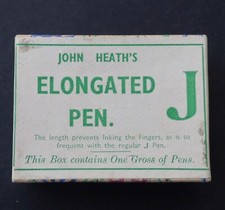 JOHN HEATH'S
ELONGATED
PEN.
J
The length prevents Inking the Fingers, as is so
frequent with the regular J Pen.
This Box contains One Gross of Pens.